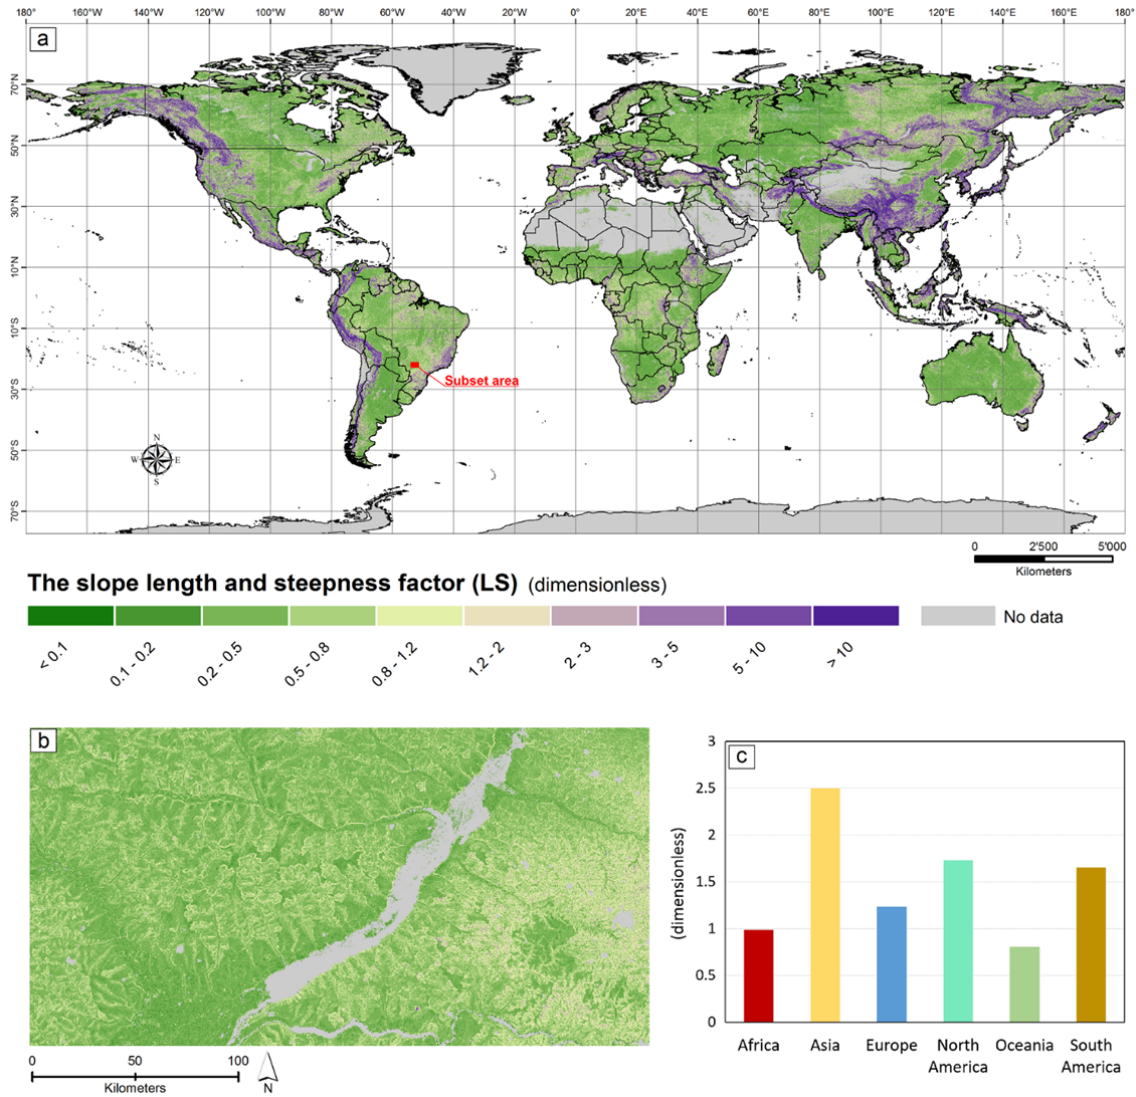 180° 160°W 140°W 120°W 100°W 80°W 60°W 40°W 20°W 0° 20°E 40°E 60°E 80°E 100°E 120°E 140°E 160°E 180°
a
70°N
50°N
30°N
10°N
10°S
30°S
50°S
70°S
Subset area
N
W E
S
0 2'500 5'000
Kilometers
The slope length and steepness factor (LS) (dimensionless)
No data
< 0.1 0.1 - 0.2 0.2 - 0.5 0.5 - 0.8 0.8 - 1.2 1.2 - 2 2 - 3 3 - 5 5 - 10 > 10
b
0 50 100
Kilometers
N
c
3
2.5
2
1.5
1
0.5
0
(dimensionless)
Africa Asia Europe North Oceania South
America America